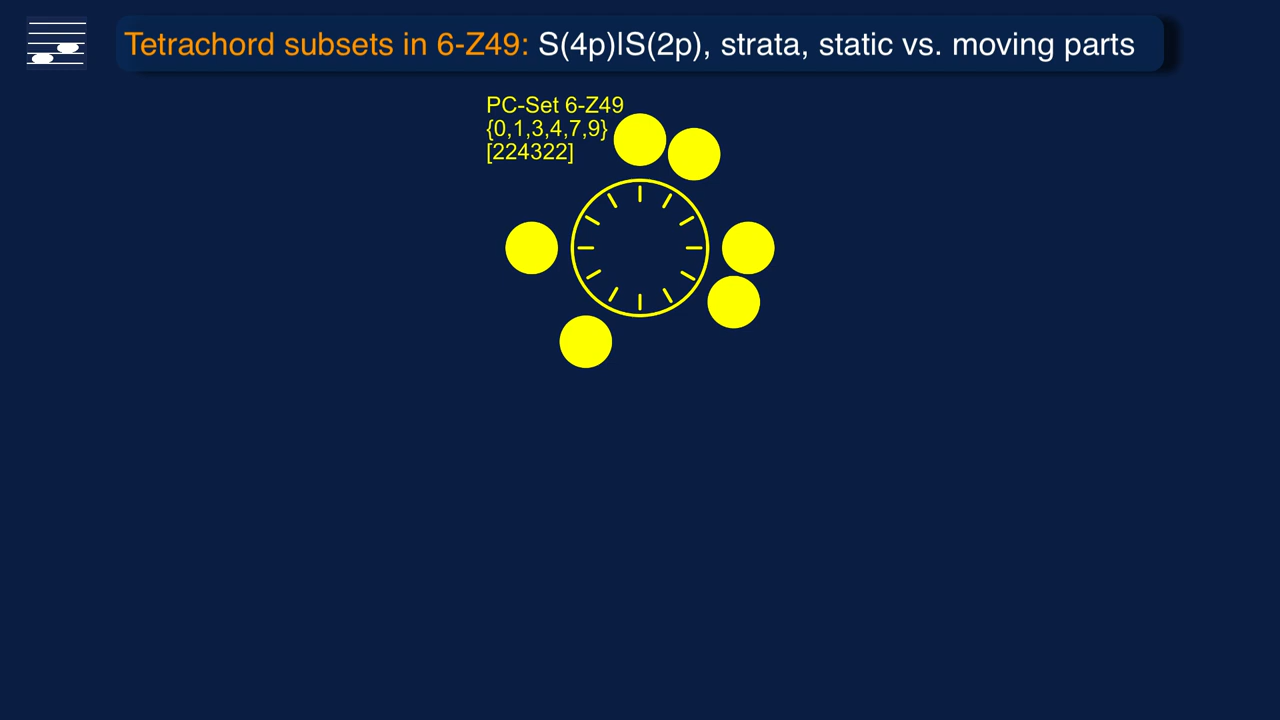 Tetrachord subsets in 6-Z49: S(4p)IS(2p), strata, static vs. moving parts
PC-Set 6-Z49
{0,1,3,4,7,9}
[224322]